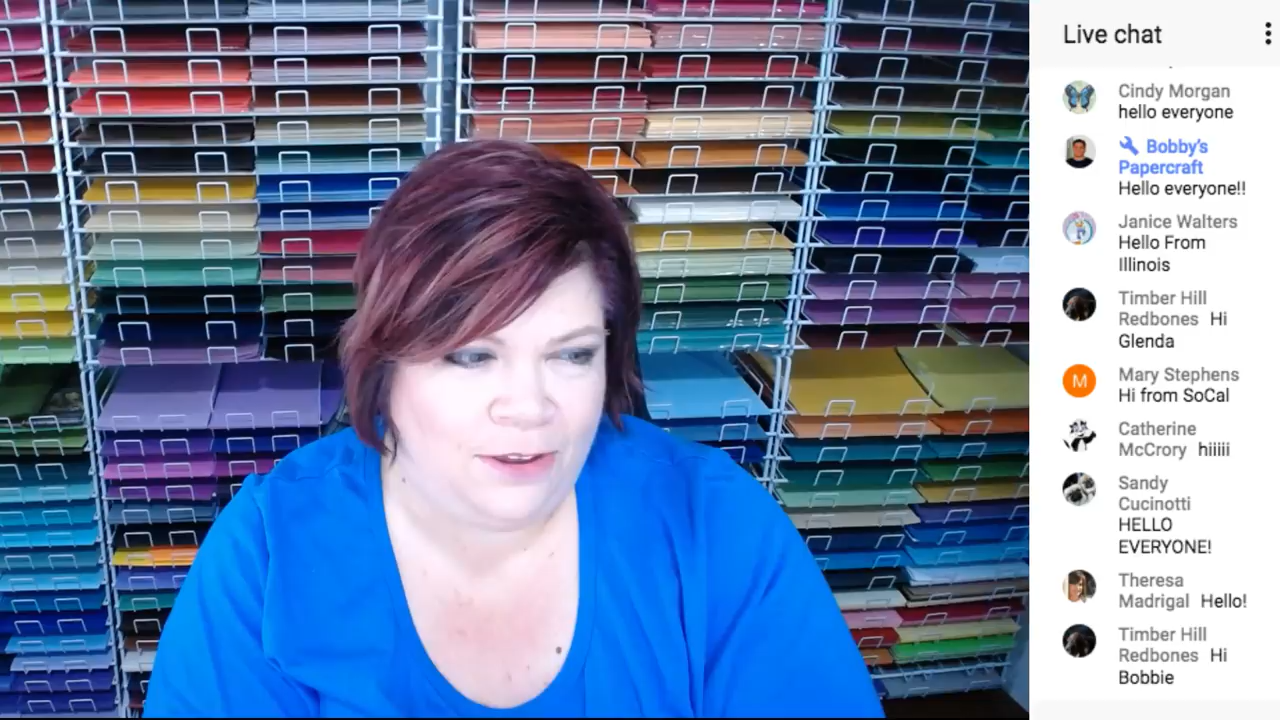 Live chat
Cindy Morgan
hello everyone
Bobby's
Papercraft
Hello everyone!!
Janice Walters
Hello From
Illinois
Timber Hill
Redbones Hi
Glenda
M
Mary Stephens
Hi from SoCal
Catherine
McCrory hiiiii
Sandy
Cucinotti
HELLO
EVERYONE!
Theresa
Madrigal Hello!
Timber Hill
Redbones Hi
Bobbie